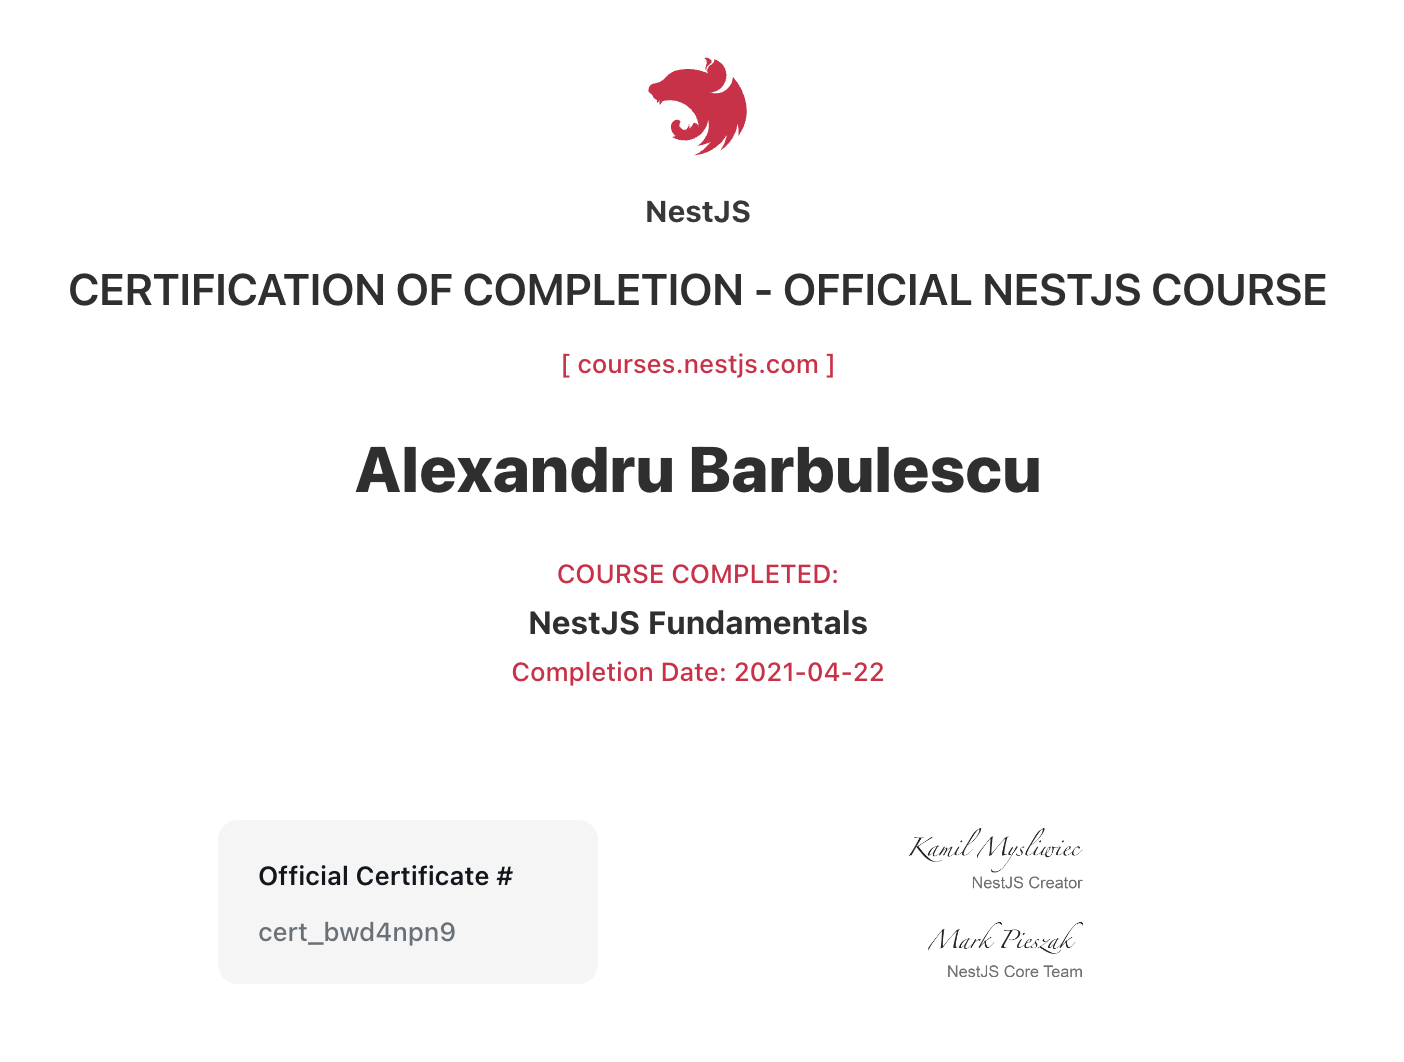 NestJS
CERTIFICATION OF COMPLETION - OFFICIAL NESTJS COURSE
[ courses.nestjs.com ]
Alexandru Barbulescu
COURSE COMPLETED:
NestJS Fundamentals
Completion Date: 2021-04-22
Official Certificate #
cert_bwd4npn9
Kamil Mysliwiec
NestJS Creator
Mark Pieszak
NestJS Core Team